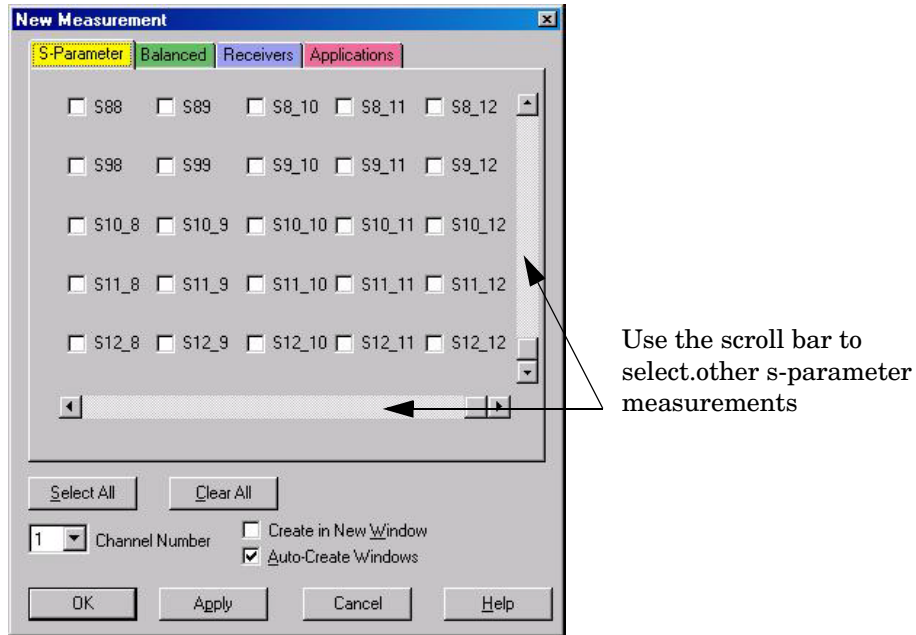 New Measurement
S-Parameter Balanced Receivers Applications
S88 S89 S8_10 S8_11 S8_12
S98 S99 S9_10 S9_11 S9_12
S10_8 S10_9 S10_10 S10_11 S10_12
S11_8 S11_9 S11_10 S11_11 S11_12
S12_8 S12_9 S12_10 S12_11 S12_12
Use the scroll bar to
select.other s-parameter
measurements
Select All Clear All
1 Channel Number
Create in New Window
Auto-Create Windows
OK Apply Cancel Help